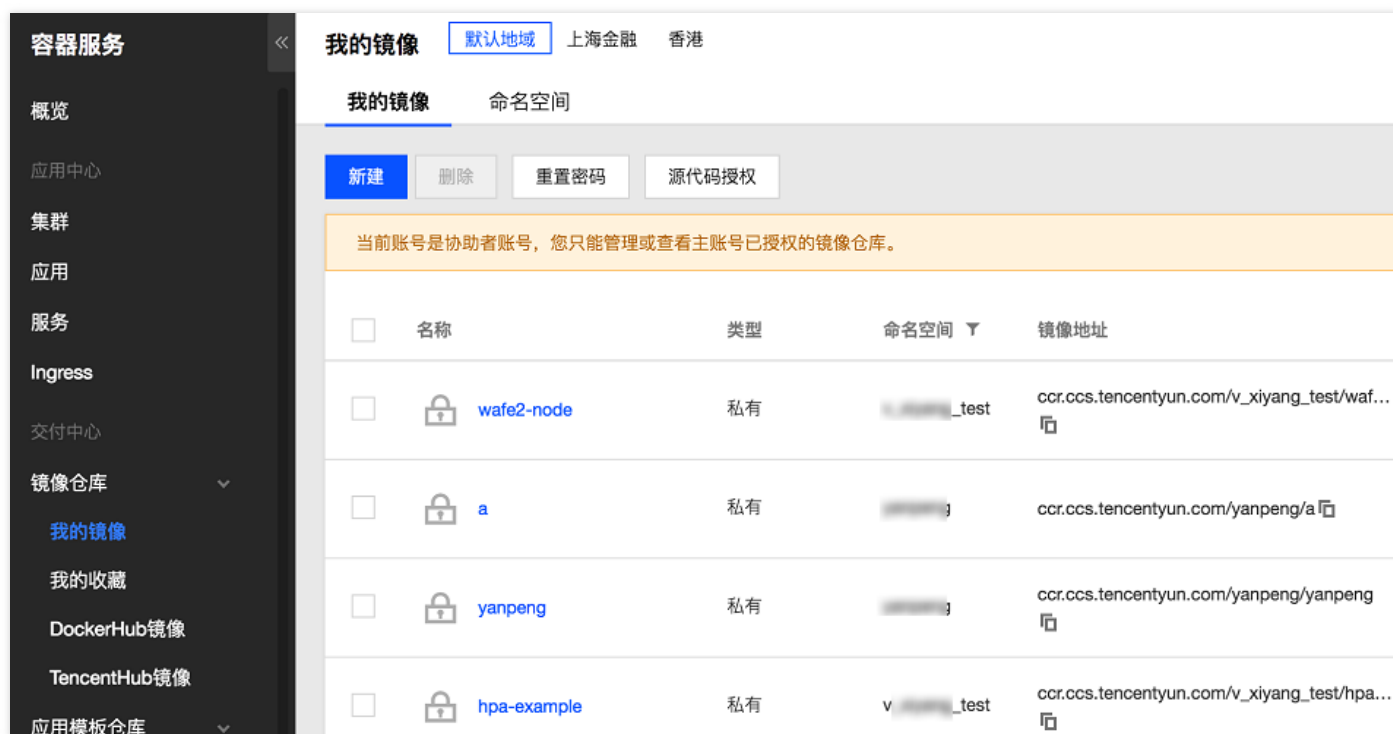 容器服务
概览
应用中心
集群
应用
服务
Ingress
交付中心
镜像仓库
我的镜像
我的收藏
DockerHub镜像
TencentHub镜像
应用模板仓库
我的镜像 默认地域 上海金融 香港
我的镜像 命名空间
新建 删除 重置密码 源代码授权
当前账号是协助者账号，您只能管理或查看主账号已授权的镜像仓库。
名称 类型 命名空间 镜像地址
wafe2-node 私有 _test ccr.ccs.tencentyun.com/v_xiyang_test/waf...
a 私有 ccr.ccs.tencentyun.com/yanpeng/a
yanpeng 私有 ccr.ccs.tencentyun.com/yanpeng/yanpeng
hpa-example 私有 v _test ccr.ccs.tencentyun.com/v_xiyang_test/hpa...